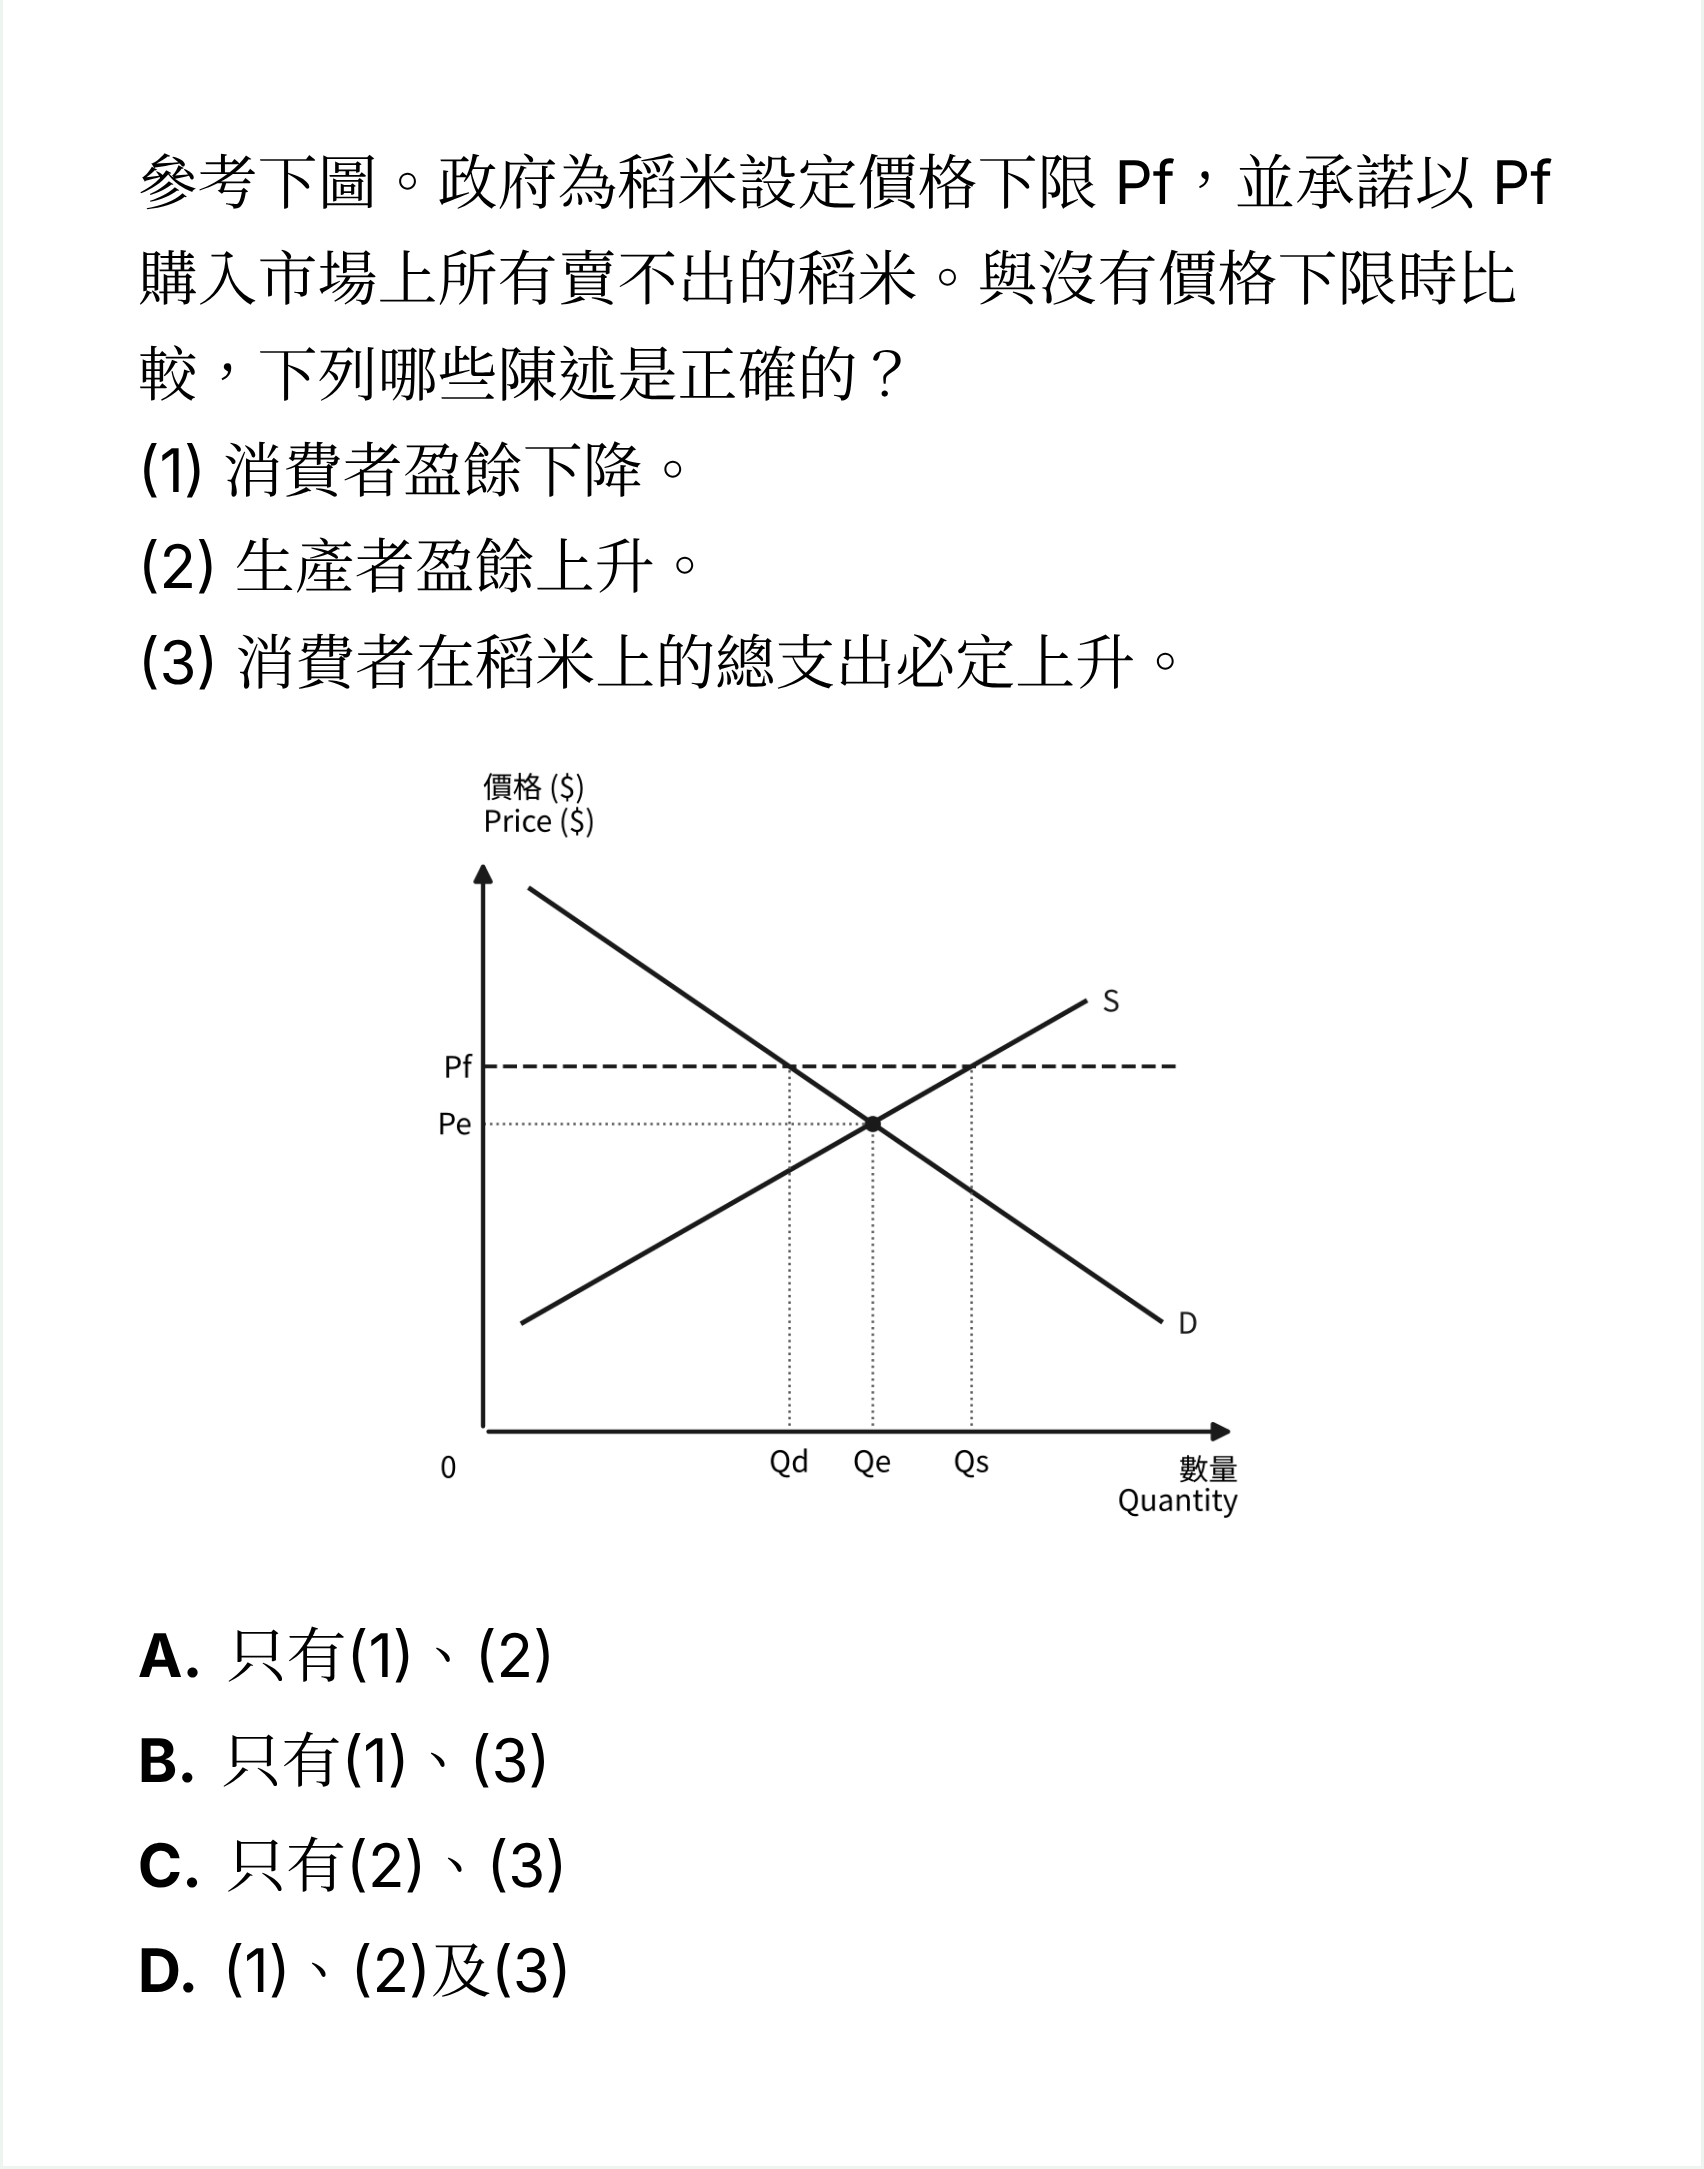 參考下圖。政府為稻米設定價格下限 Pf，並承諾以 Pf
購入市場上所有賣不出的稻米。與沒有價格下限時比
較，下列哪些陳述是正確的？
(1) 消費者盈餘下降。
(2) 生產者盈餘上升。
(3) 消費者在稻米上的總支出必定上升。
價格 ($)
Price ($)
S
Pf
Pe
D
0
Qd Qe Qs
數量
Quantity
A. 只有(1)、(2)
B. 只有(1)、(3)
C. 只有(2)、(3)
D. (1)、(2)及(3)